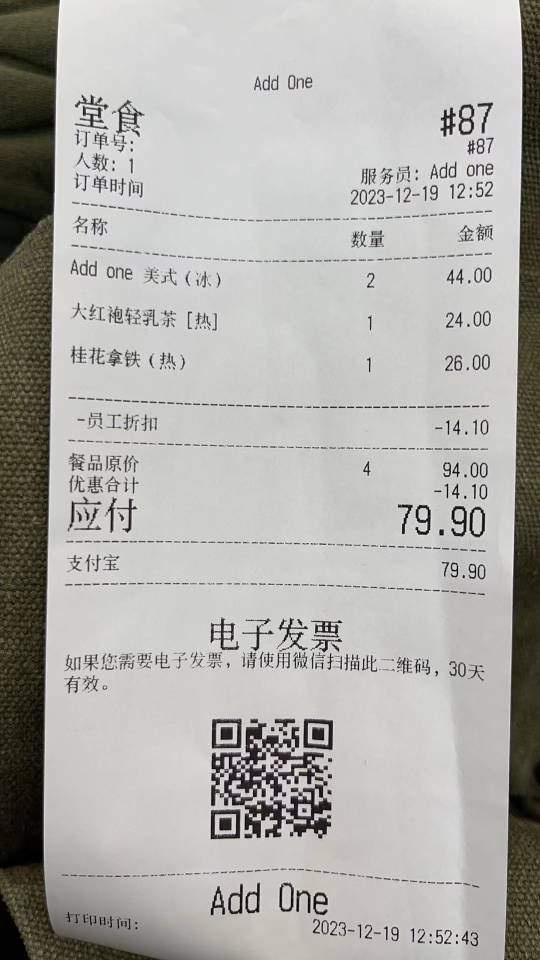 Add One
堂食 #87
订单号: #87
人数: 1 服务员: Add one
订单时间 2023-12-19 12:52
名称 数量 金额
Add one 美式（冰） 2 44.00
大红袍轻乳茶 [热] 1 24.00
桂花拿铁（热） 1 26.00
-员工折扣 -14.10
餐品原价 4 94.00
优惠合计 -14.10
应付 79.90
支付宝 79.90
电子发票
如果您需要电子发票，请使用微信扫描此二维码，30天
有效。
Add One
打印时间: 2023-12-19 12:52:43